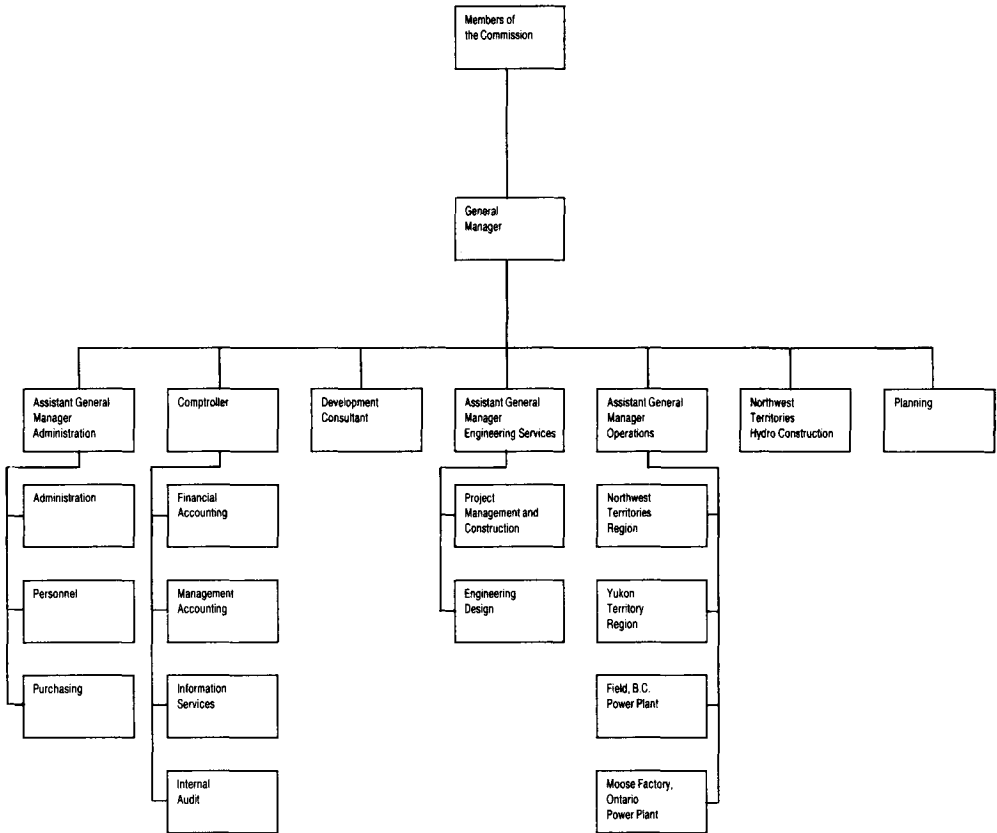 Members of
the Commission
General
Manager
Assistant General
Manager
Administration
Comptroller
Development
Consultant
Assistant General
Manager
Engineering Services
Assistant General
Manager
Operations
Northwest
Territories
Hydro Construction
Planning
Administration
Financial
Accounting
Project
Management and
Construction
Northwest
Territories
Region
Personnel
Management
Accounting
Engineering
Design
Yukon
Territory
Region
Purchasing
Information
Services
Field, B.C.
Power Plant
Internal
Audit
Moose Factory,
Ontario
Power Plant